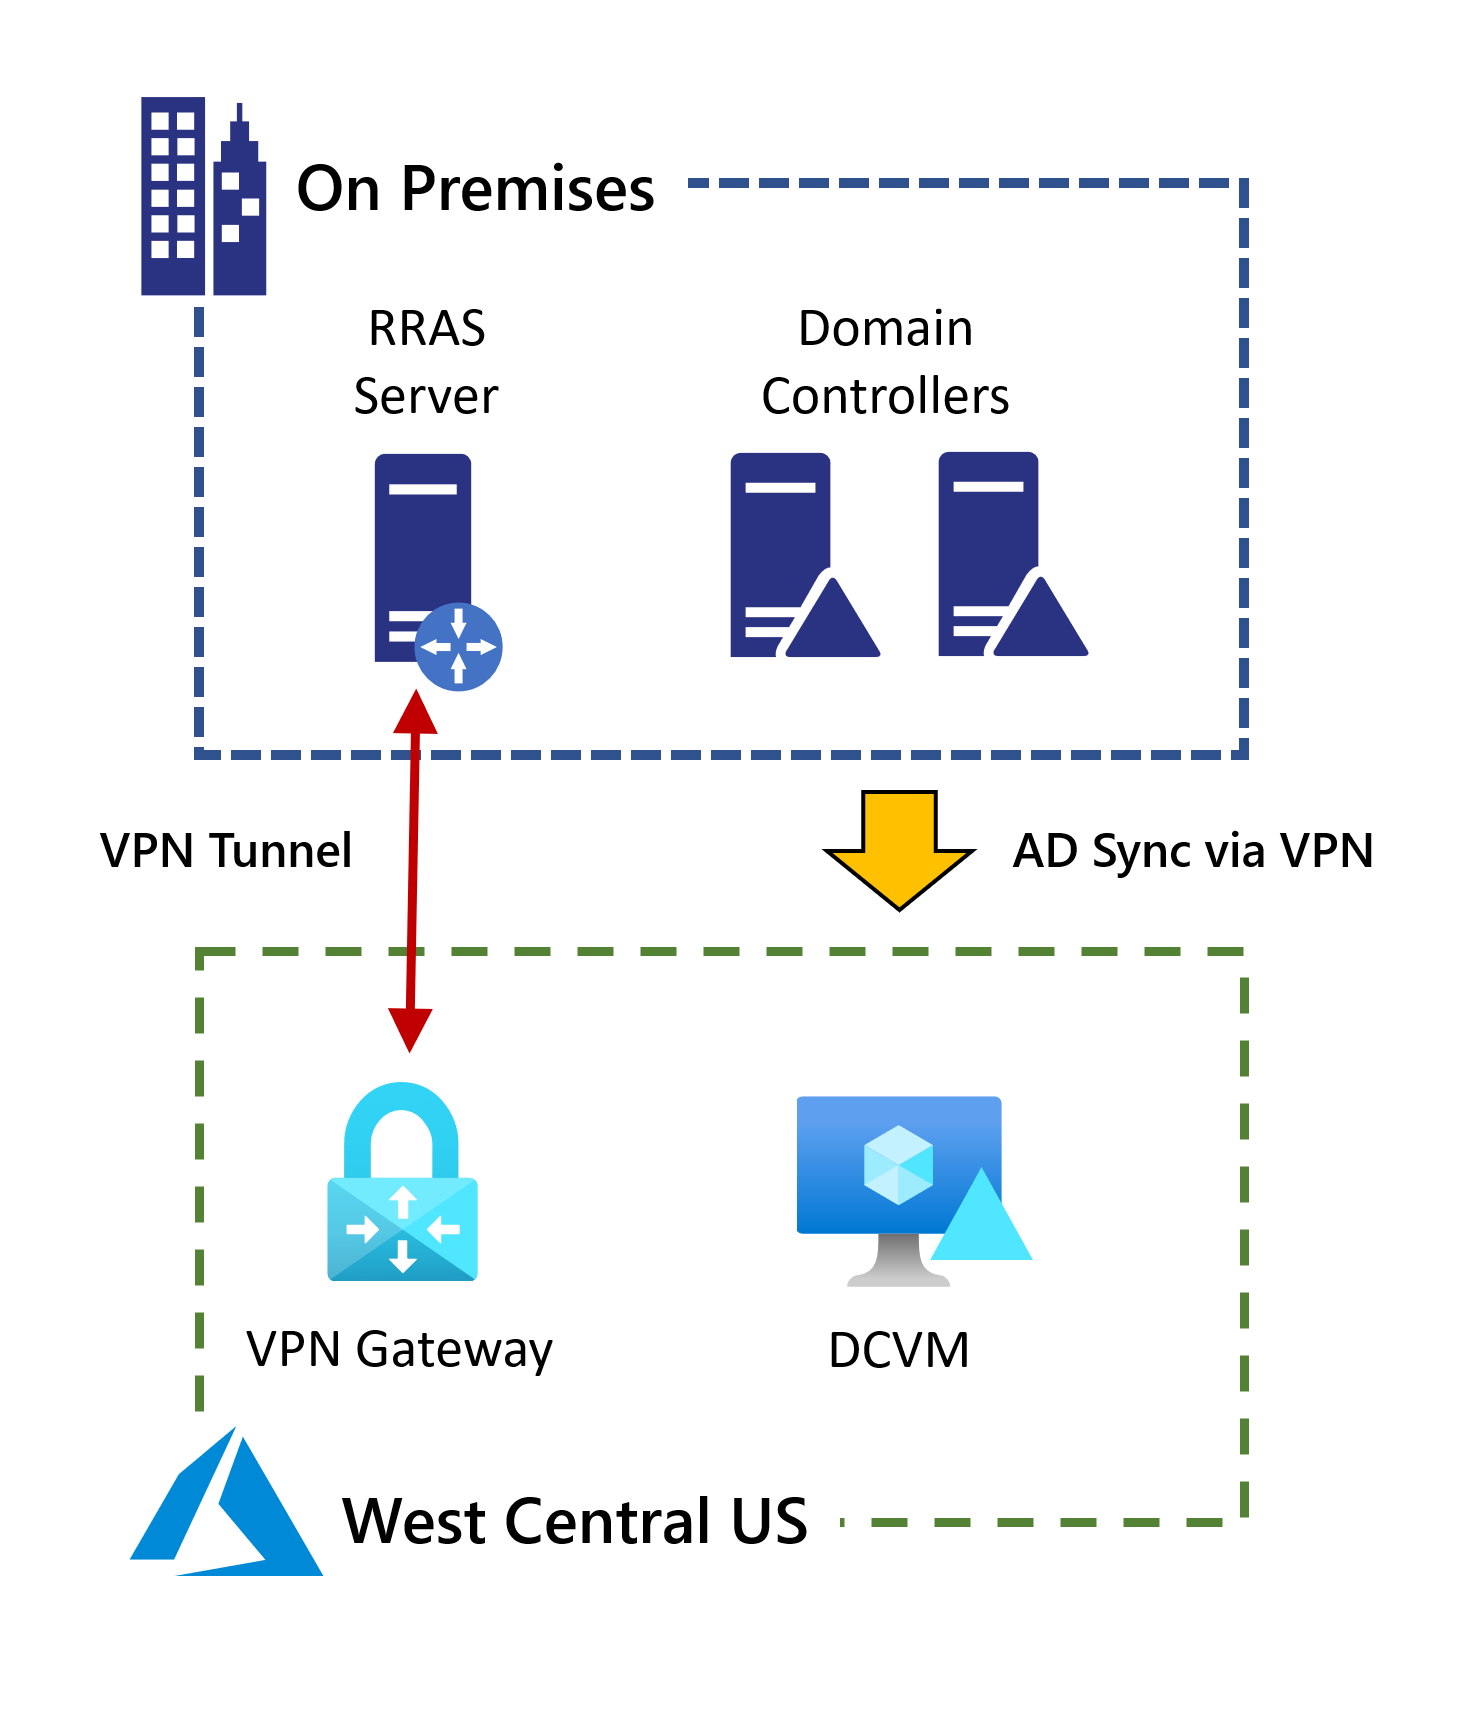 On Premises
RRAS
Server
Domain
Controllers
VPN Tunnel
AD Sync via VPN
VPN Gateway
DCVM
West Central US